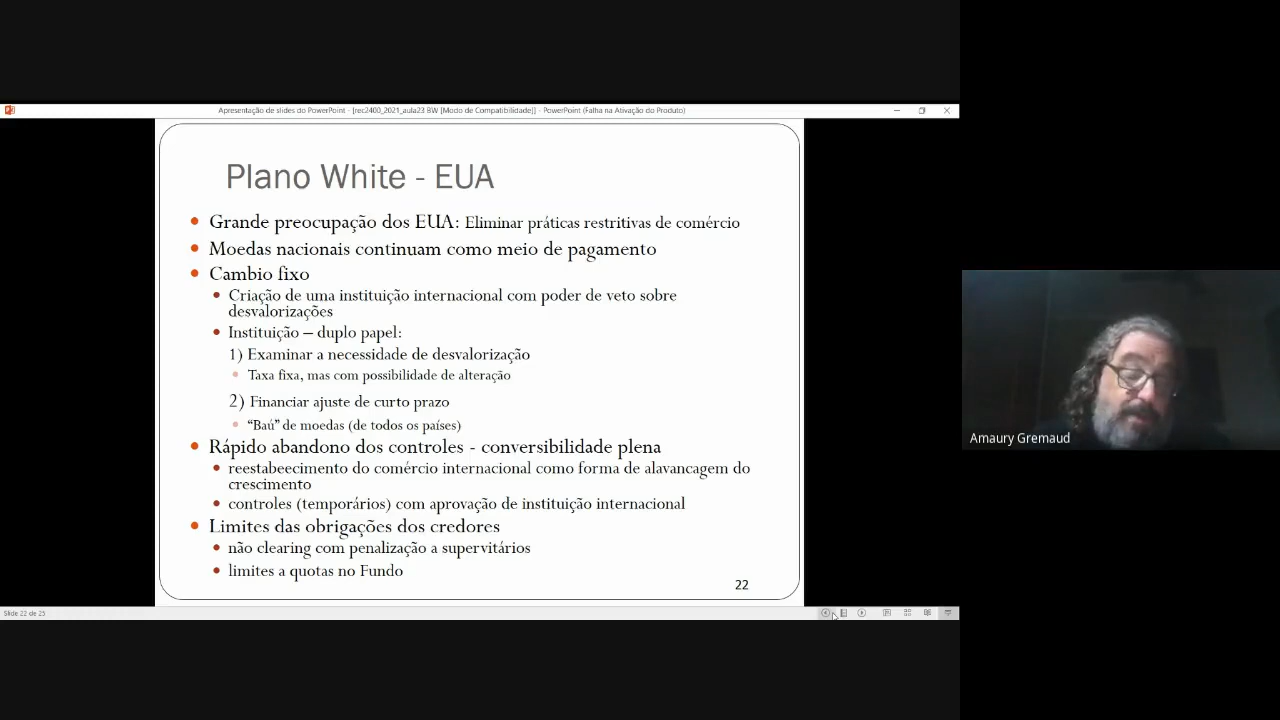 Apresentação de slides do PowerPoint - [rec2400_2021_aula23 BW [Modo de Compatibilidade]] - PowerPoint (Falha na Ativação do Produto)
Plano White - EUA
Grande preocupação dos EUA: Eliminar práticas restritivas de comércio
Moedas nacionais continuam como meio de pagamento
Cambio fixo
Criação de uma instituição internacional com poder de veto sobre
desvalorizações
Instituição – duplo papel:
1) Examinar a necessidade de desvalorização
Taxa fixa, mas com possibilidade de alteração
2) Financiar ajuste de curto prazo
“Baú” de moedas (de todos os países)
Rápido abandono dos controles - conversibilidade plena
reestabeecimento do comércio internacional como forma de alavancagem do
crescimento
controles (temporários) com aprovação de instituição internacional
Limites das obrigações dos credores
não clearing com penalização a supervitários
limites a quotas no Fundo
22
Slide 22 de 25
Amaury Gremaud